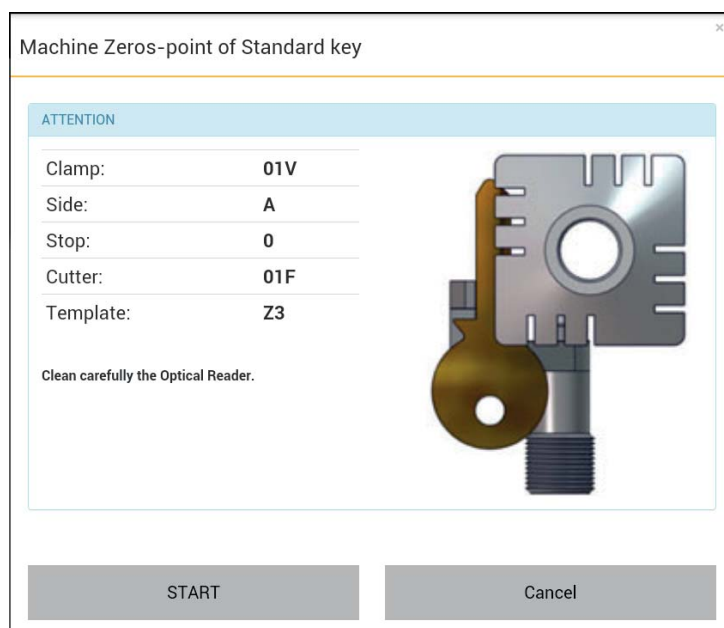 Machine Zeros-point of Standard key
×
ATTENTION
Clamp: 01V
Side: A
Stop: 0
Cutter: 01F
Template: Z3
Clean carefully the Optical Reader.
START Cancel